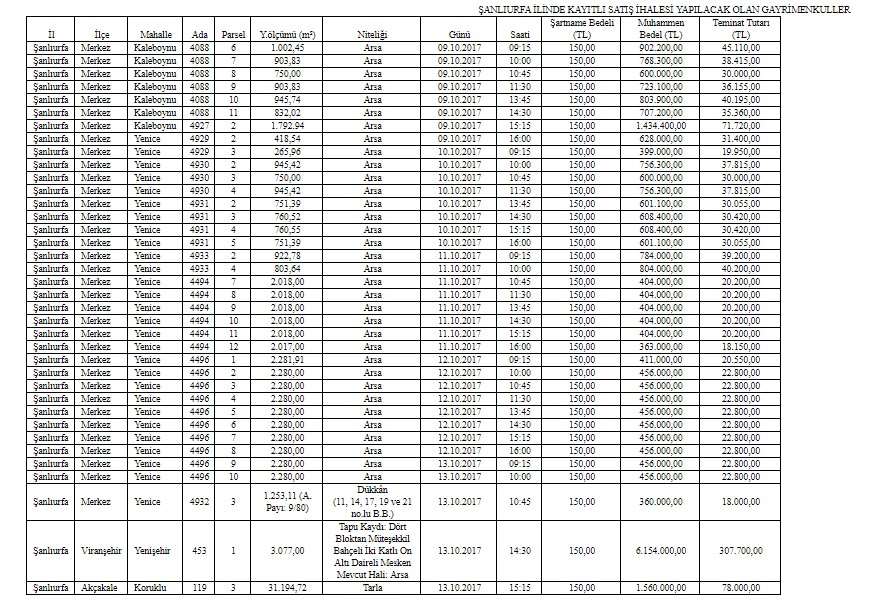 ŞANLIURFA İLİNDE KAYITLI SATIŞ İHALESİ YAPILACAK OLAN GAYRİMENKULLER
İl İlçe Mahalle Ada Parsel Y.ölçümü (m²) Niteliği Günü Saati Şartname Bedeli (TL) Muhammen Bedel (TL) Teminat Tutarı (TL)
Şanlıurfa Merkez Kaleboynu 4088 6 1.002,45 Arsa 09.10.2017 09:15 150,00 902.200,00 45.110,00
Şanlıurfa Merkez Kaleboynu 4088 7 903,83 Arsa 09.10.2017 10:00 150,00 768.300,00 38.415,00
Şanlıurfa Merkez Kaleboynu 4088 8 750,00 Arsa 09.10.2017 10:45 150,00 600.000,00 30.000,00
Şanlıurfa Merkez Kaleboynu 4088 9 903,83 Arsa 09.10.2017 11:30 150,00 723.100,00 36.155,00
Şanlıurfa Merkez Kaleboynu 4088 10 945,74 Arsa 09.10.2017 13:45 150,00 803.900,00 40.195,00
Şanlıurfa Merkez Kaleboynu 4088 11 832,02 Arsa 09.10.2017 14:30 150,00 707.200,00 35.360,00
Şanlıurfa Merkez Kaleboynu 4927 2 1.792,94 Arsa 09.10.2017 15:15 150,00 1.434.400,00 71.720,00
Şanlıurfa Merkez Yenice 4929 2 418,54 Arsa 09.10.2017 16:00 150,00 628.000,00 31.400,00
Şanlıurfa Merkez Yenice 4929 3 265,96 Arsa 10.10.2017 09:15 150,00 399.000,00 19.950,00
Şanlıurfa Merkez Yenice 4930 2 945,42 Arsa 10.10.2017 10:00 150,00 756.300,00 37.815,00
Şanlıurfa Merkez Yenice 4930 3 750,00 Arsa 10.10.2017 10:45 150,00 600.000,00 30.000,00
Şanlıurfa Merkez Yenice 4930 4 945,42 Arsa 10.10.2017 11:30 150,00 756.300,00 37.815,00
Şanlıurfa Merkez Yenice 4931 2 751,39 Arsa 10.10.2017 13:45 150,00 601.100,00 30.055,00
Şanlıurfa Merkez Yenice 4931 3 760,52 Arsa 10.10.2017 14:30 150,00 608.400,00 30.420,00
Şanlıurfa Merkez Yenice 4931 4 760,55 Arsa 10.10.2017 15:15 150,00 608.400,00 30.420,00
Şanlıurfa Merkez Yenice 4931 5 751,39 Arsa 10.10.2017 16:00 150,00 601.100,00 30.055,00
Şanlıurfa Merkez Yenice 4933 2 922,78 Arsa 11.10.2017 09:15 150,00 784.000,00 39.200,00
Şanlıurfa Merkez Yenice 4933 4 803,64 Arsa 11.10.2017 10:00 150,00 804.000,00 40.200,00
Şanlıurfa Merkez Yenice 4494 7 2.018,00 Arsa 11.10.2017 10:45 150,00 404.000,00 20.200,00
Şanlıurfa Merkez Yenice 4494 8 2.018,00 Arsa 11.10.2017 11:30 150,00 404.000,00 20.200,00
Şanlıurfa Merkez Yenice 4494 9 2.018,00 Arsa 11.10.2017 13:45 150,00 404.000,00 20.200,00
Şanlıurfa Merkez Yenice 4494 10 2.018,00 Arsa 11.10.2017 14:30 150,00 404.000,00 20.200,00
Şanlıurfa Merkez Yenice 4494 11 2.018,00 Arsa 11.10.2017 15:15 150,00 404.000,00 20.200,00
Şanlıurfa Merkez Yenice 4494 12 2.017,00 Arsa 11.10.2017 16:00 150,00 363.000,00 18.150,00
Şanlıurfa Merkez Yenice 4496 1 2.281,91 Arsa 12.10.2017 09:15 150,00 411.000,00 20.550,00
Şanlıurfa Merkez Yenice 4496 2 2.280,00 Arsa 12.10.2017 10:00 150,00 456.000,00 22.800,00
Şanlıurfa Merkez Yenice 4496 3 2.280,00 Arsa 12.10.2017 10:45 150,00 456.000,00 22.800,00
Şanlıurfa Merkez Yenice 4496 4 2.280,00 Arsa 12.10.2017 11:30 150,00 456.000,00 22.800,00
Şanlıurfa Merkez Yenice 4496 5 2.280,00 Arsa 12.10.2017 13:45 150,00 456.000,00 22.800,00
Şanlıurfa Merkez Yenice 4496 6 2.280,00 Arsa 12.10.2017 14:30 150,00 456.000,00 22.800,00
Şanlıurfa Merkez Yenice 4496 7 2.280,00 Arsa 12.10.2017 15:15 150,00 456.000,00 22.800,00
Şanlıurfa Merkez Yenice 4496 8 2.280,00 Arsa 12.10.2017 16:00 150,00 456.000,00 22.800,00
Şanlıurfa Merkez Yenice 4496 9 2.280,00 Arsa 13.10.2017 09:15 150,00 456.000,00 22.800,00
Şanlıurfa Merkez Yenice 4496 10 2.280,00 Arsa 13.10.2017 10:00 150,00 456.000,00 22.800,00
Şanlıurfa Merkez Yenice 4932 3 1.253,11 (A. Payı: 9/80) Dükkân (11, 14, 17, 19 ve 21 no.lu B.B.) 13.10.2017 10:45 150,00 360.000,00 18.000,00
Şanlıurfa Viranşehir Yenişehir 453 1 3.077,00 Tapu Kaydı: Dört Bloktan Müteşekkil Bahçeli İki Katlı On Altı Daireli Mesken Mevcut Hali: Arsa 13.10.2017 14:30 150,00 6.154.000,00 307.700,00
Şanlıurfa Akçakale Koruklu 119 3 31.194,72 Tarla 13.10.2017 15:15 150,00 1.560.000,00 78.000,00